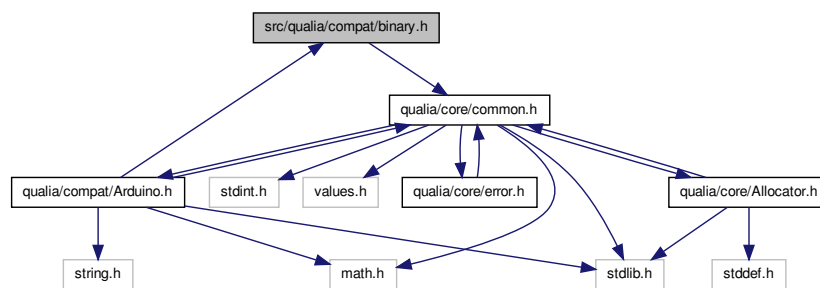 src/qualia/compat/binary.h
qualia/core/common.h
qualia/compat/Arduino.h
stdint.h
values.h
qualia/core/error.h
qualia/core/Allocator.h
string.h
math.h
stdlib.h
stddef.h